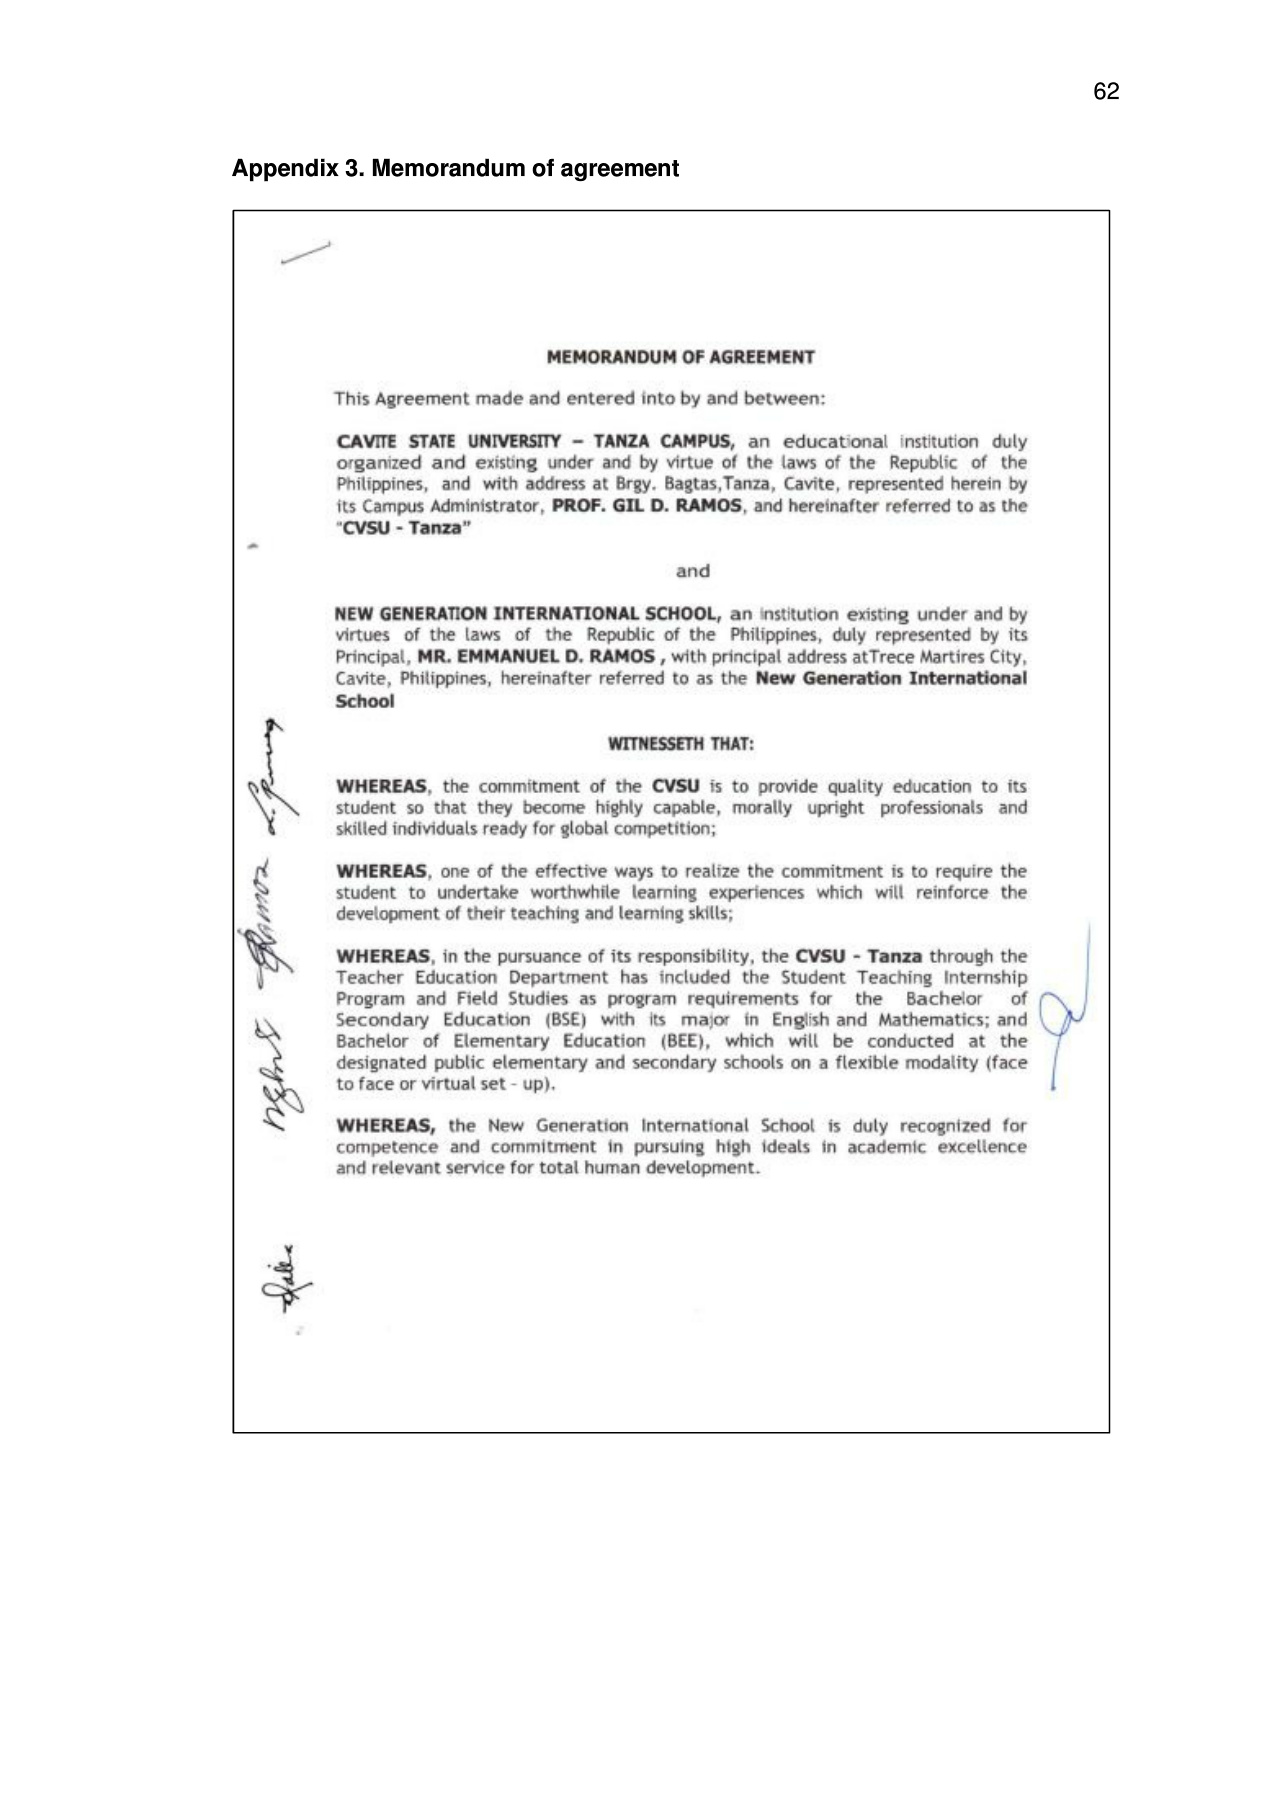 62
Appendix 3. Memorandum of agreement
MEMORANDUM OF AGREEMENT
This Agreement made and entered into by and between:
CAVITE STATE UNIVERSITY – TANZA CAMPUS, an educational institution duly
organized and existing under and by virtue of the laws of the Republic of the
Philippines, and with address at Brgy. Bagtas,Tanza, Cavite, represented herein by
its Campus Administrator, PROF. GIL D. RAMOS, and hereinafter referred to as the
"CVSU - Tanza"
and
NEW GENERATION INTERNATIONAL SCHOOL, an institution existing under and by
virtues of the laws of the Republic of the Philippines, duly represented by its
Principal, MR. EMMANUEL D. RAMOS , with principal address atTrece Martires City,
Cavite, Philippines, hereinafter referred to as the New Generation International
School
WITNESSETH THAT:
WHEREAS, the commitment of the CVSU is to provide quality education to its
student so that they become highly capable, morally upright professionals and
skilled individuals ready for global competition;
WHEREAS, one of the effective ways to realize the commitment is to require the
student to undertake worthwhile learning experiences which will reinforce the
development of their teaching and learning skills;
WHEREAS, in the pursuance of its responsibility, the CVSU - Tanza through the
Teacher Education Department has included the Student Teaching Internship
Program and Field Studies as program requirements for the Bachelor of
Secondary Education (BSE) with its major in English and Mathematics; and
Bachelor of Elementary Education (BEE), which will be conducted at the
designated public elementary and secondary schools on a flexible modality (face
to face or virtual set - up).
WHEREAS, the New Generation International School is duly recognized for
competence and commitment in pursuing high ideals in academic excellence
and relevant service for total human development.